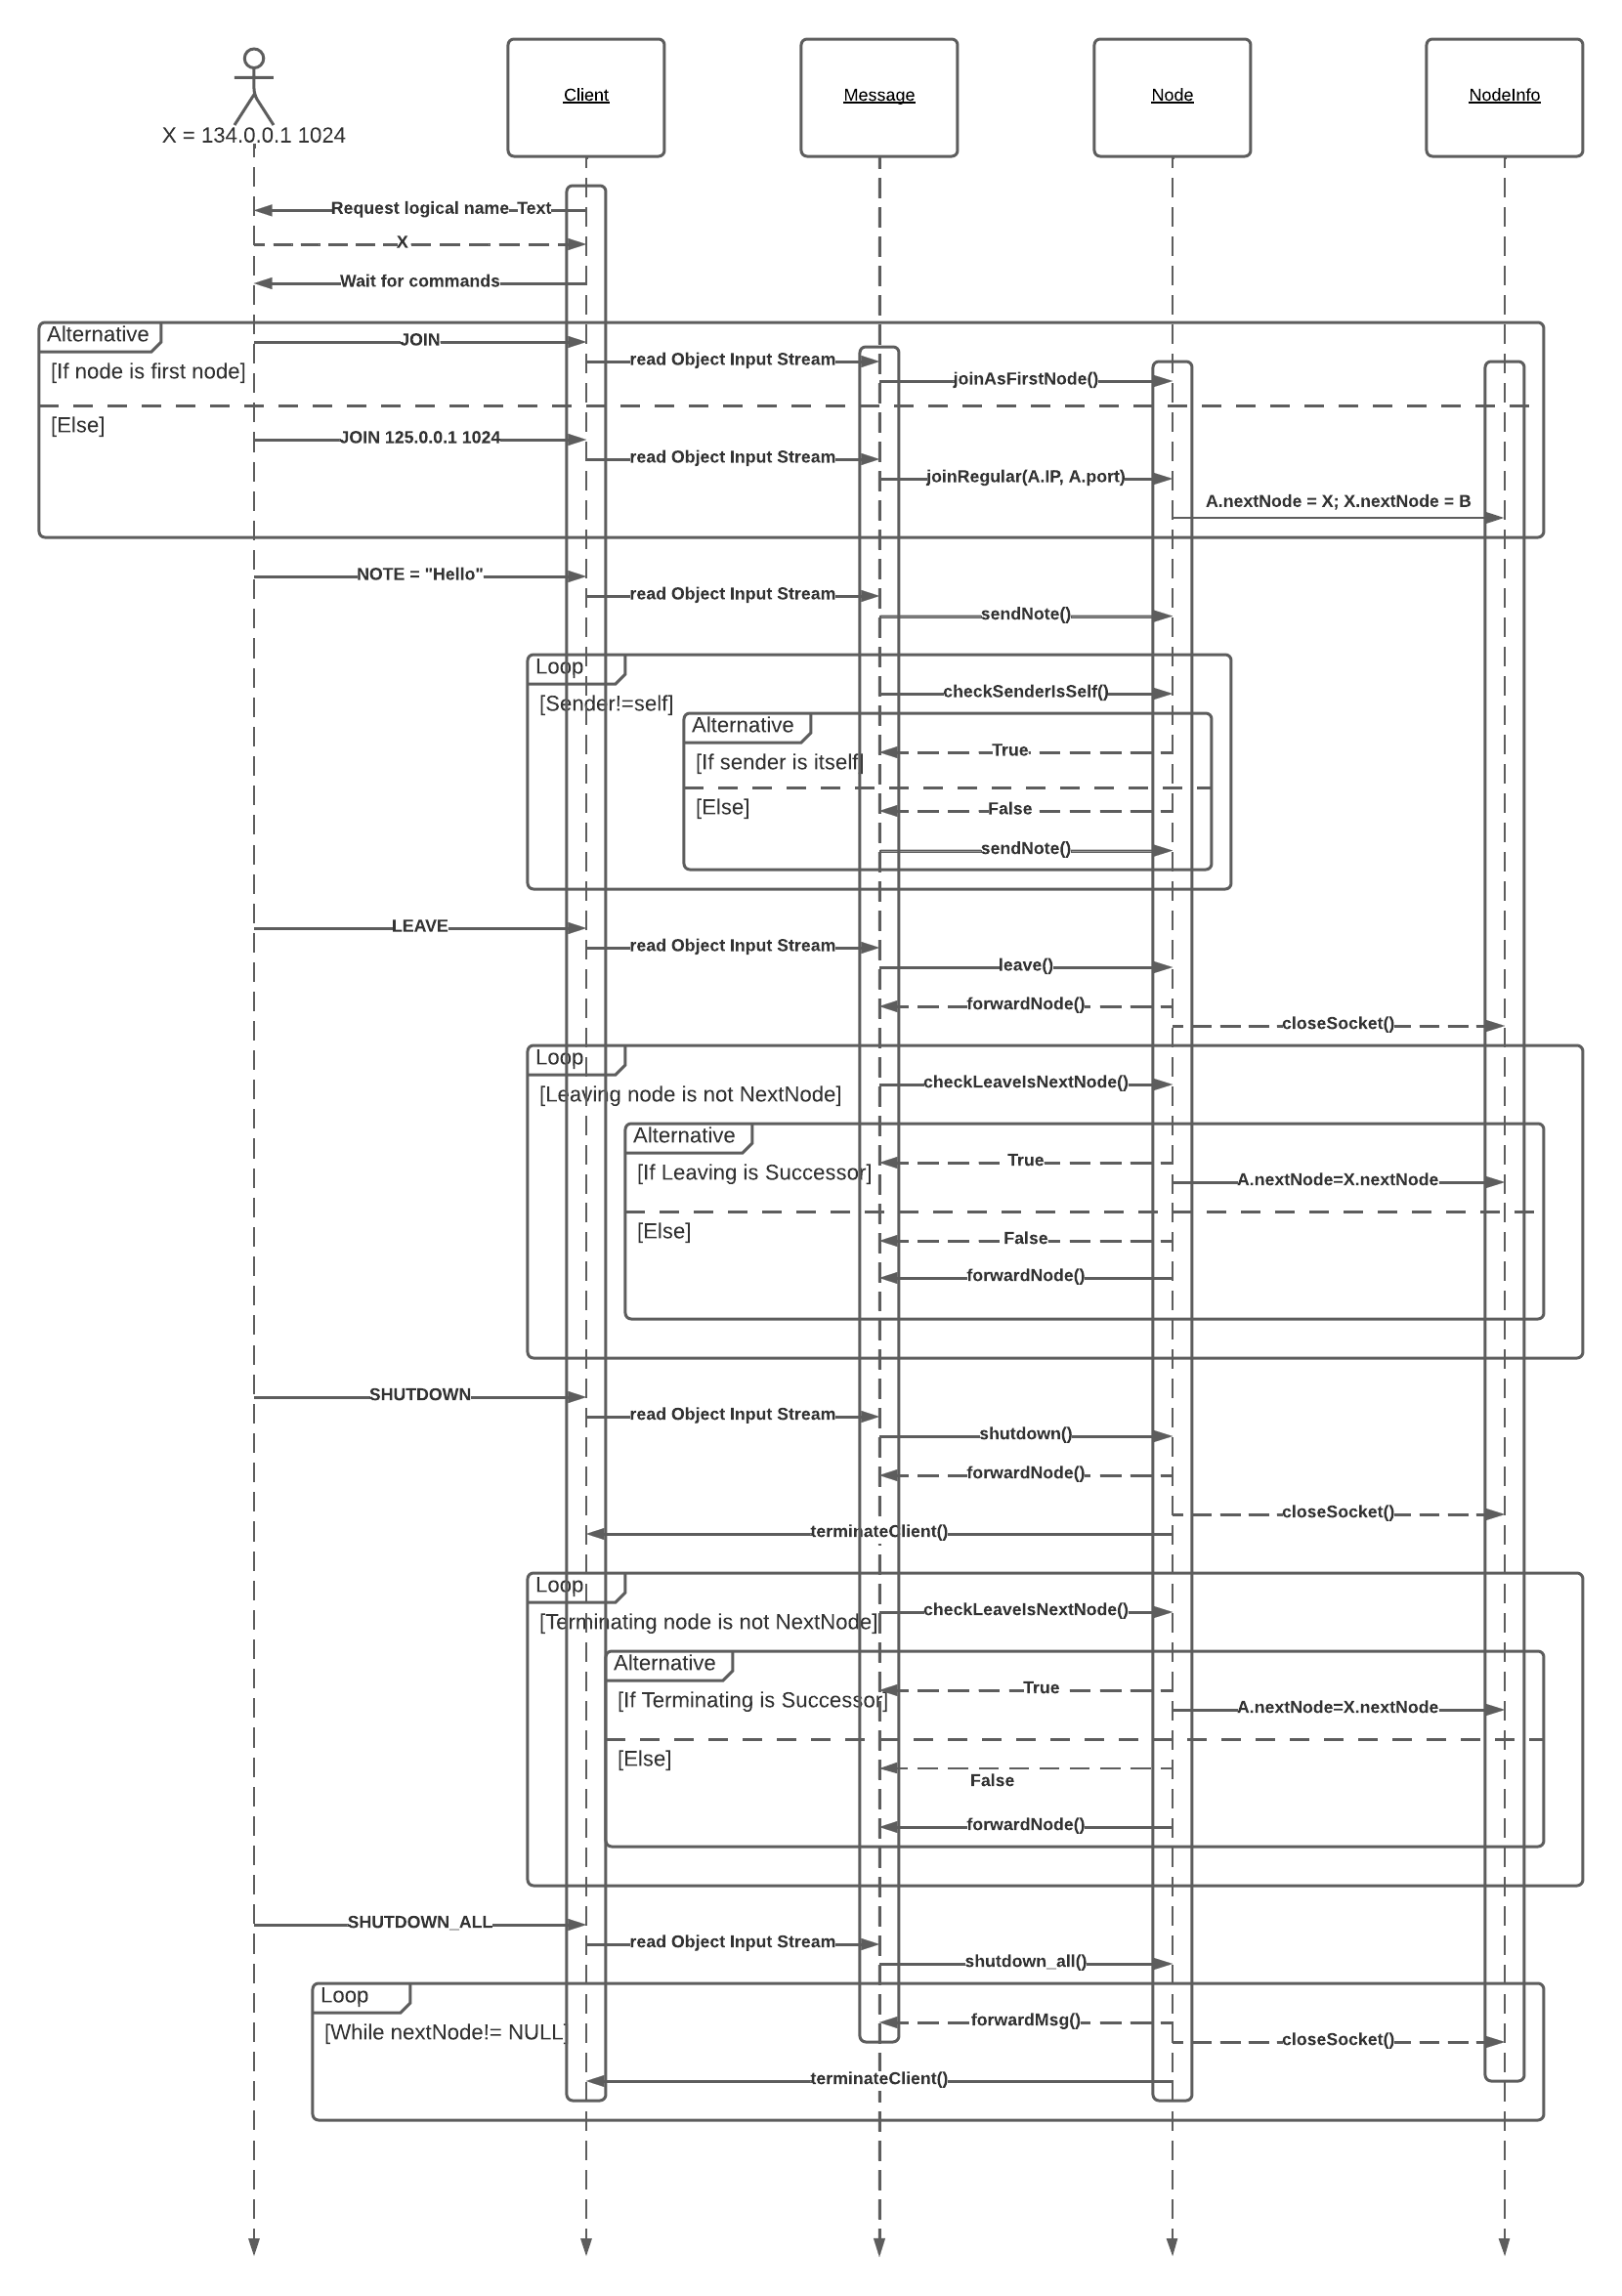 Client
Message
Node
NodeInfo
X = 134.0.0.1 1024
Request logical name Text
X
Wait for commands
Alternative
JOIN
[If node is first node]
read Object Input Stream
joinAsFirstNode()
[Else]
JOIN 125.0.0.1 1024
read Object Input Stream
joinRegular(A.IP, A.port)
A.nextNode = X; X.nextNode = B
NOTE = "Hello"
read Object Input Stream
sendNote()
Loop
[Sender!=self]
checkSenderIsSelf()
Alternative
[If sender is itself]
True
[Else]
False
sendNote()
LEAVE
read Object Input Stream
leave()
forwardNode()
closeSocket()
Loop
[Leaving node is not NextNode]
checkLeaveIsNextNode()
Alternative
[If Leaving is Successor]
True
A.nextNode=X.nextNode
[Else]
False
forwardNode()
SHUTDOWN
read Object Input Stream
shutdown()
forwardNode()
closeSocket()
terminateClient()
Loop
[Terminating node is not NextNode]
checkLeaveIsNextNode()
Alternative
[If Terminating is Successor]
True
A.nextNode=X.nextNode
[Else]
False
forwardNode()
SHUTDOWN_ALL
read Object Input Stream
shutdown_all()
Loop
[While nextNode!= NULL]
forwardMsg()
closeSocket()
terminateClient()